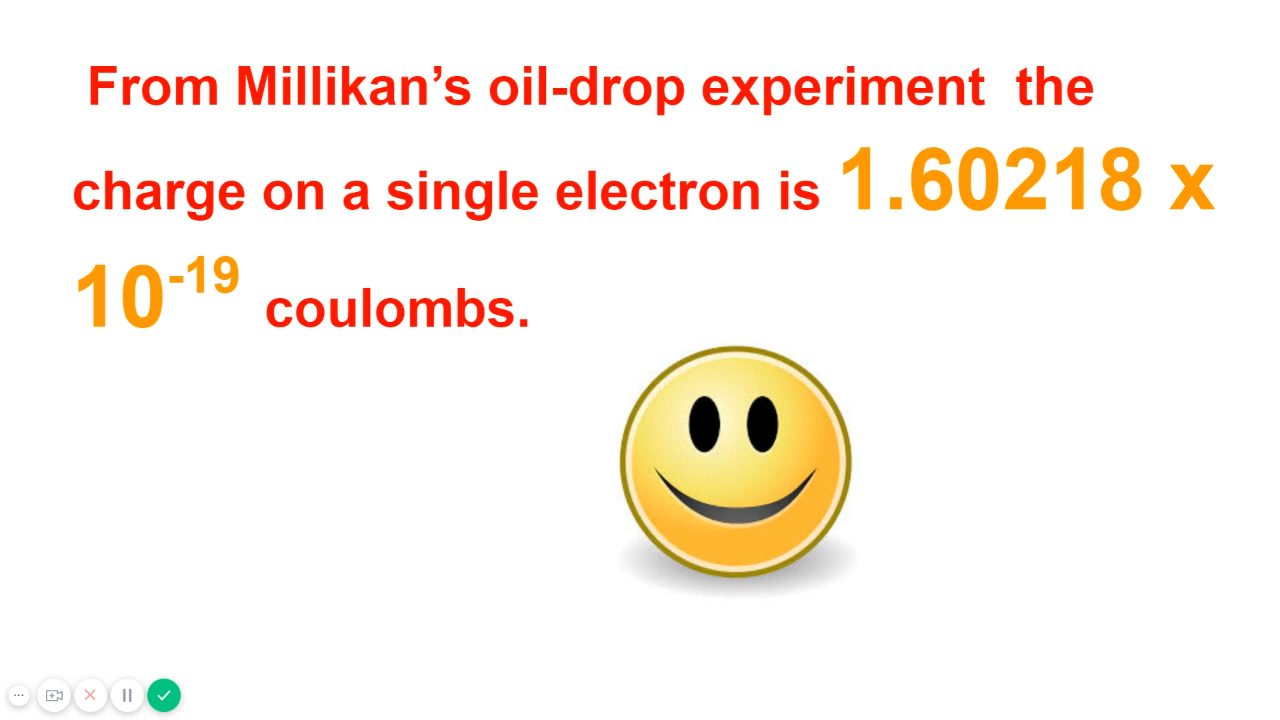 From Millikan’s oil-drop experiment  the
charge on a single electron is 1.60218 x
10⁻¹⁹ coulombs.